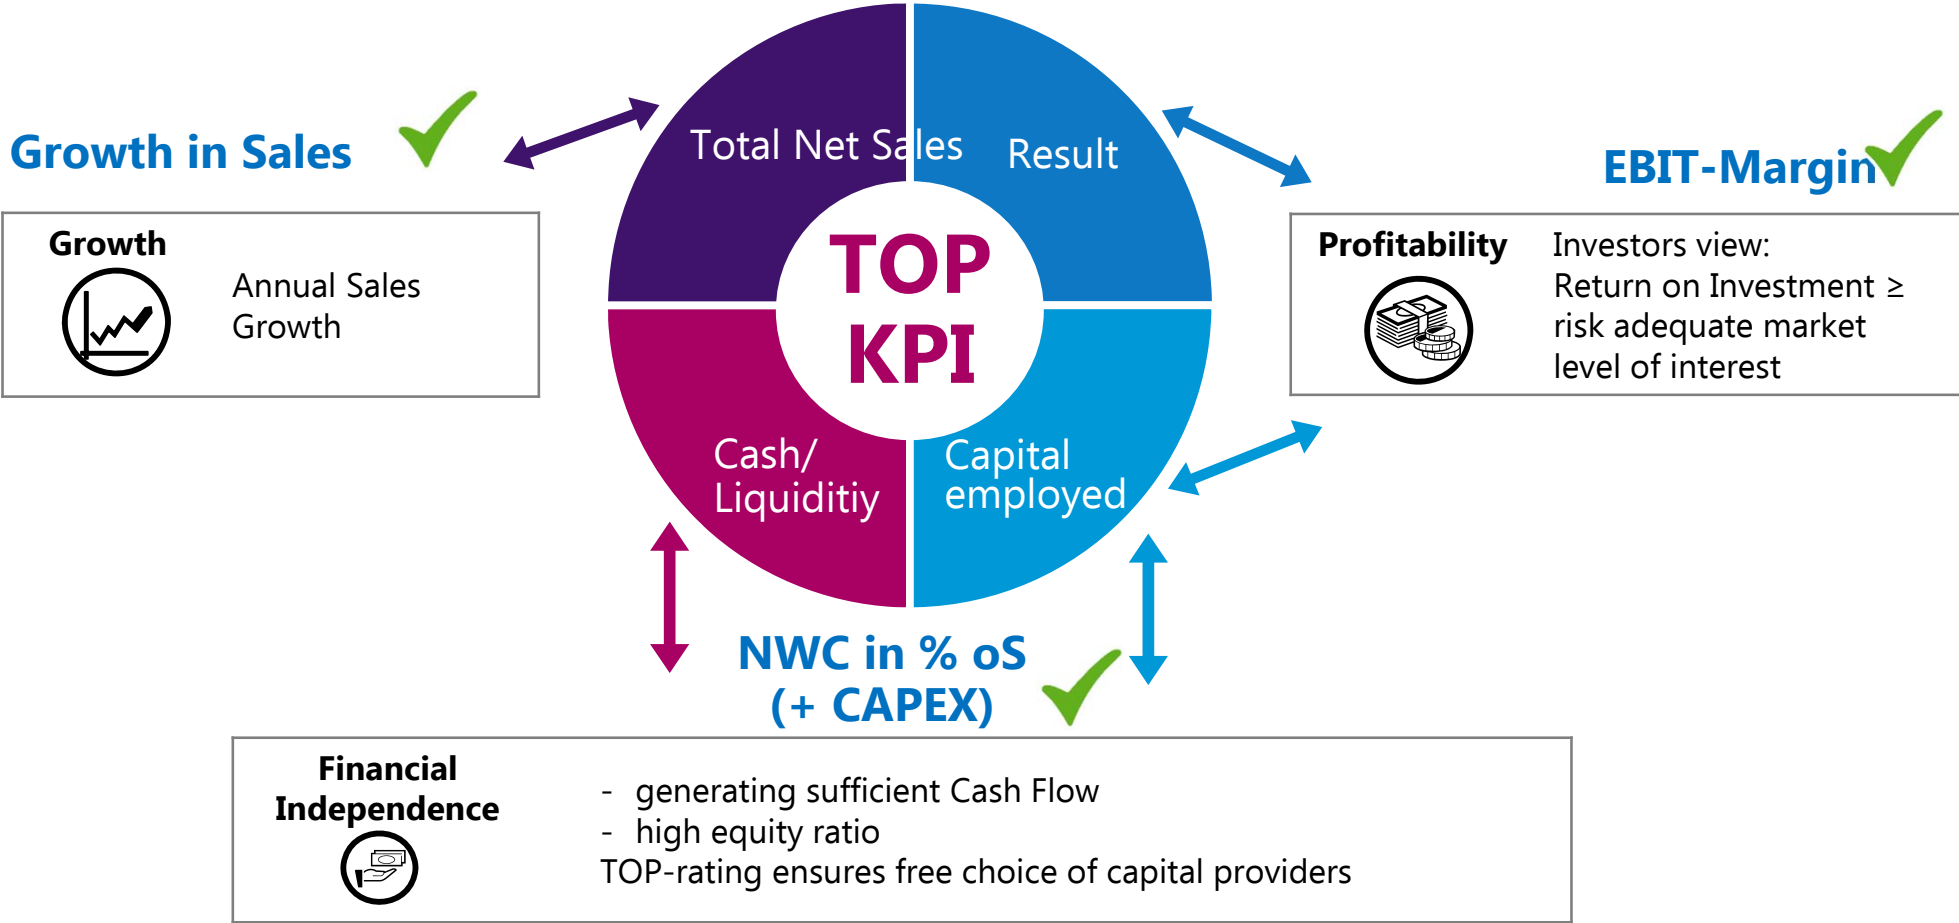 Growth in Sales
Growth
Annual Sales
Growth
Total Net Sales
Result
TOP
KPI
Cash/
Liquiditiy
Capital
employed
EBIT-Margin
Profitability
Investors view:
Return on Investment ≥
risk adequate market
level of interest
NWC in % oS
(+ CAPEX)
Financial
Independence
- generating sufficient Cash Flow
- high equity ratio
TOP-rating ensures free choice of capital providers